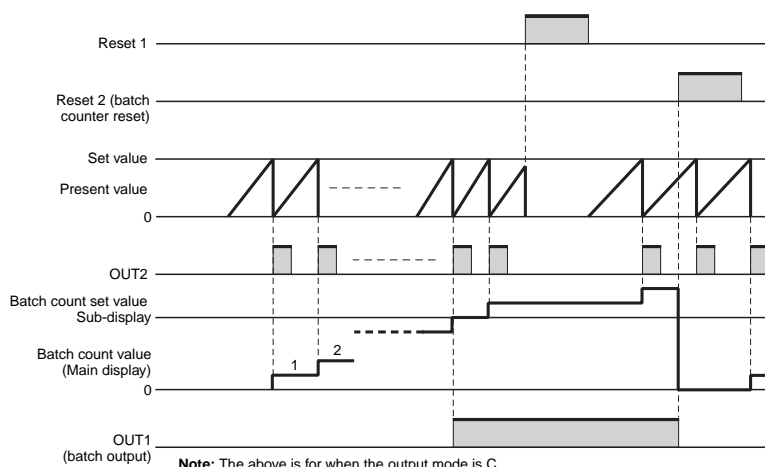 Reset 1
Reset 2 (batch
counter reset)
Set value
Present value
0
OUT2
Batch count set value
Sub-display
Batch count value
(Main display)
1
2
0
OUT1
(batch output)
Note: The above is for when the output mode is C.